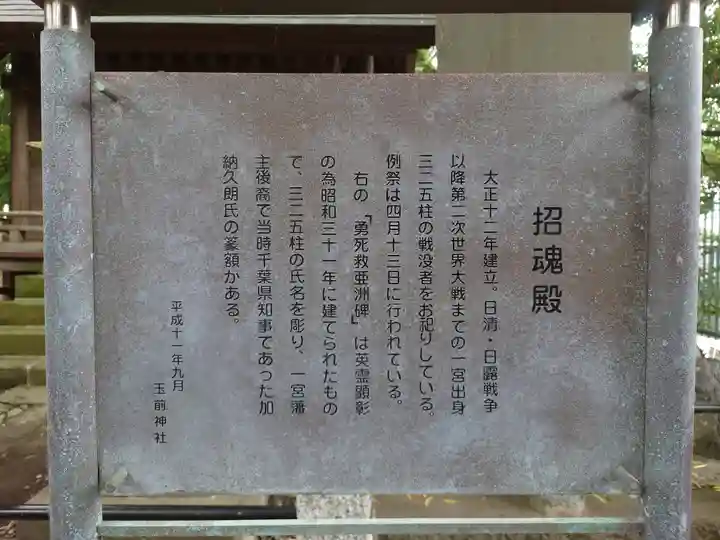 招魂殿
大正十二年建立。日清・日露戦争
以降第二次世界大戦までの一宮出身
三二五柱の戦没者をお祀りしている。
例祭は四月十三日に行われている。
右の「勇死救亜洲碑」は英霊顕彰
の為昭和三十一年に建てられたもの
で、三二五柱の氏名を彫り、一宮藩
主後裔で当時千葉県知事であった加
納久朗氏の篆額がある。
平成十一年九月
玉前神社